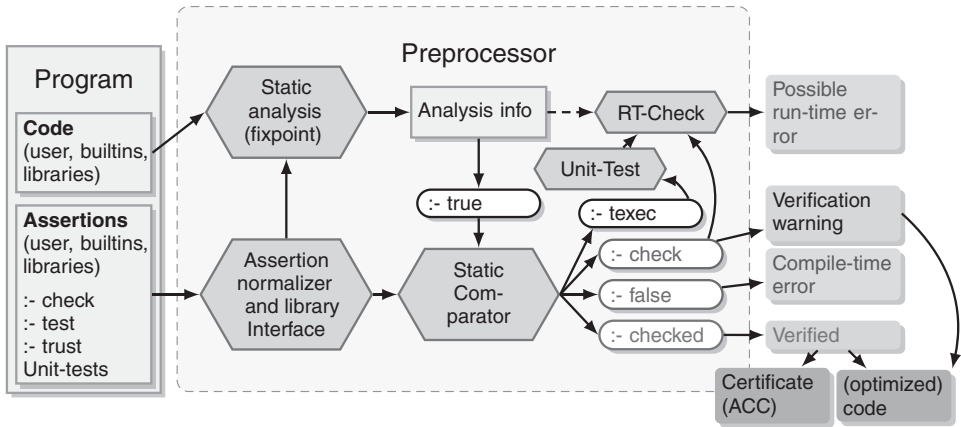 Preprocessor
Program
Code
(user, builtins,
libraries)
Assertions
(user, builtins,
libraries)
:- check
:- test
:- trust
Unit-tests
Static
analysis
(fixpoint)
Assertion
normalizer
and library
Interface
Analysis info
:- true
Static
Com-
parator
RT-Check
Unit-Test
:- texec
:- check
:- false
:- checked
Possible
run-time er-
ror
Verification
warning
Compile-time
error
Verified
Certificate
(ACC)
(optimized)
code